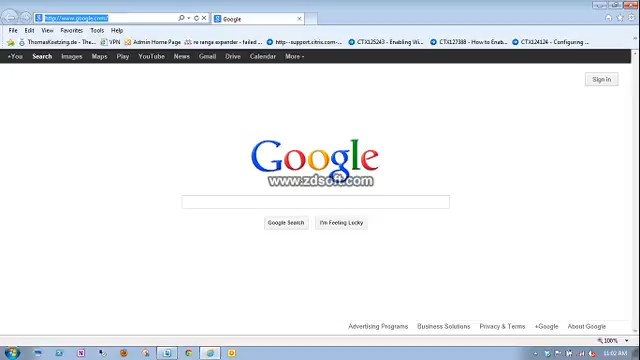 http://www.google.com/
Google
File Edit View Favorites Tools Help
ThomasKoetzing.de - The... VPN Admin Home Page re range expander - failed ... http--support.citrix.com-... CTX125243 - Enabling Wi... CTX127388 - How to Enab... CTX124124 - Configuring ...
+You Search Images Maps Play YouTube News Gmail Drive Calendar More
Sign in
Google
www.zdsoft.com
Google Search I'm Feeling Lucky
Advertising Programs Business Solutions Privacy & Terms +Google About Google
100%
11:02 AM